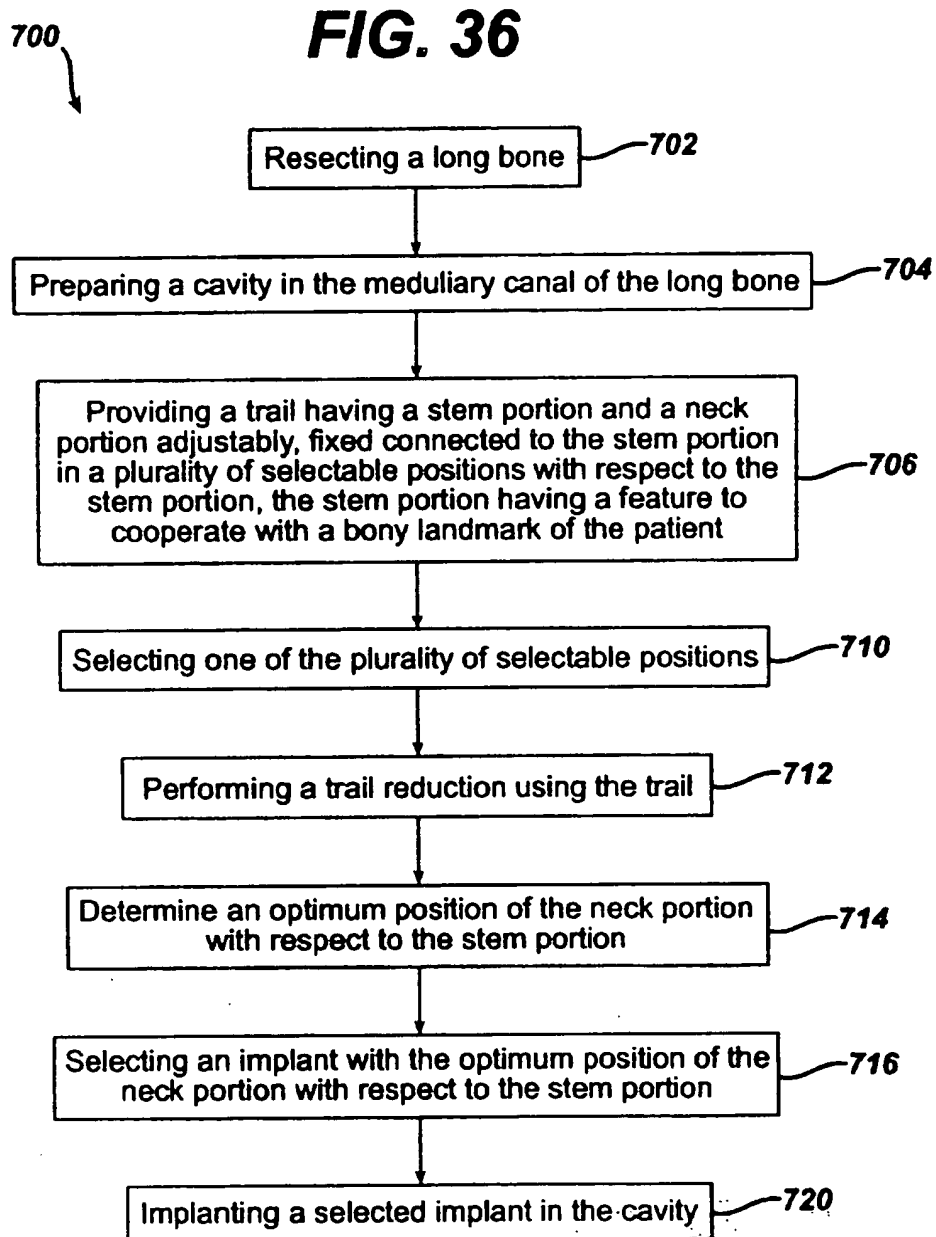 700
FIG. 36
Resecting a long bone
702
Preparing a cavity in the meduliary canal of the long bone
704
Providing a trail having a stem portion and a neck
portion adjustably, fixed connected to the stem portion
in a plurality of selectable positions with respect to the
stem portion, the stem portion having a feature to
cooperate with a bony landmark of the patient
706
Selecting one of the plurality of selectable positions
710
Performing a trail reduction using the trail
712
Determine an optimum position of the neck portion
with respect to the stem portion
714
Selecting an implant with the optimum position of the
neck portion with respect to the stem portion
716
Implanting a selected implant in the cavity
720